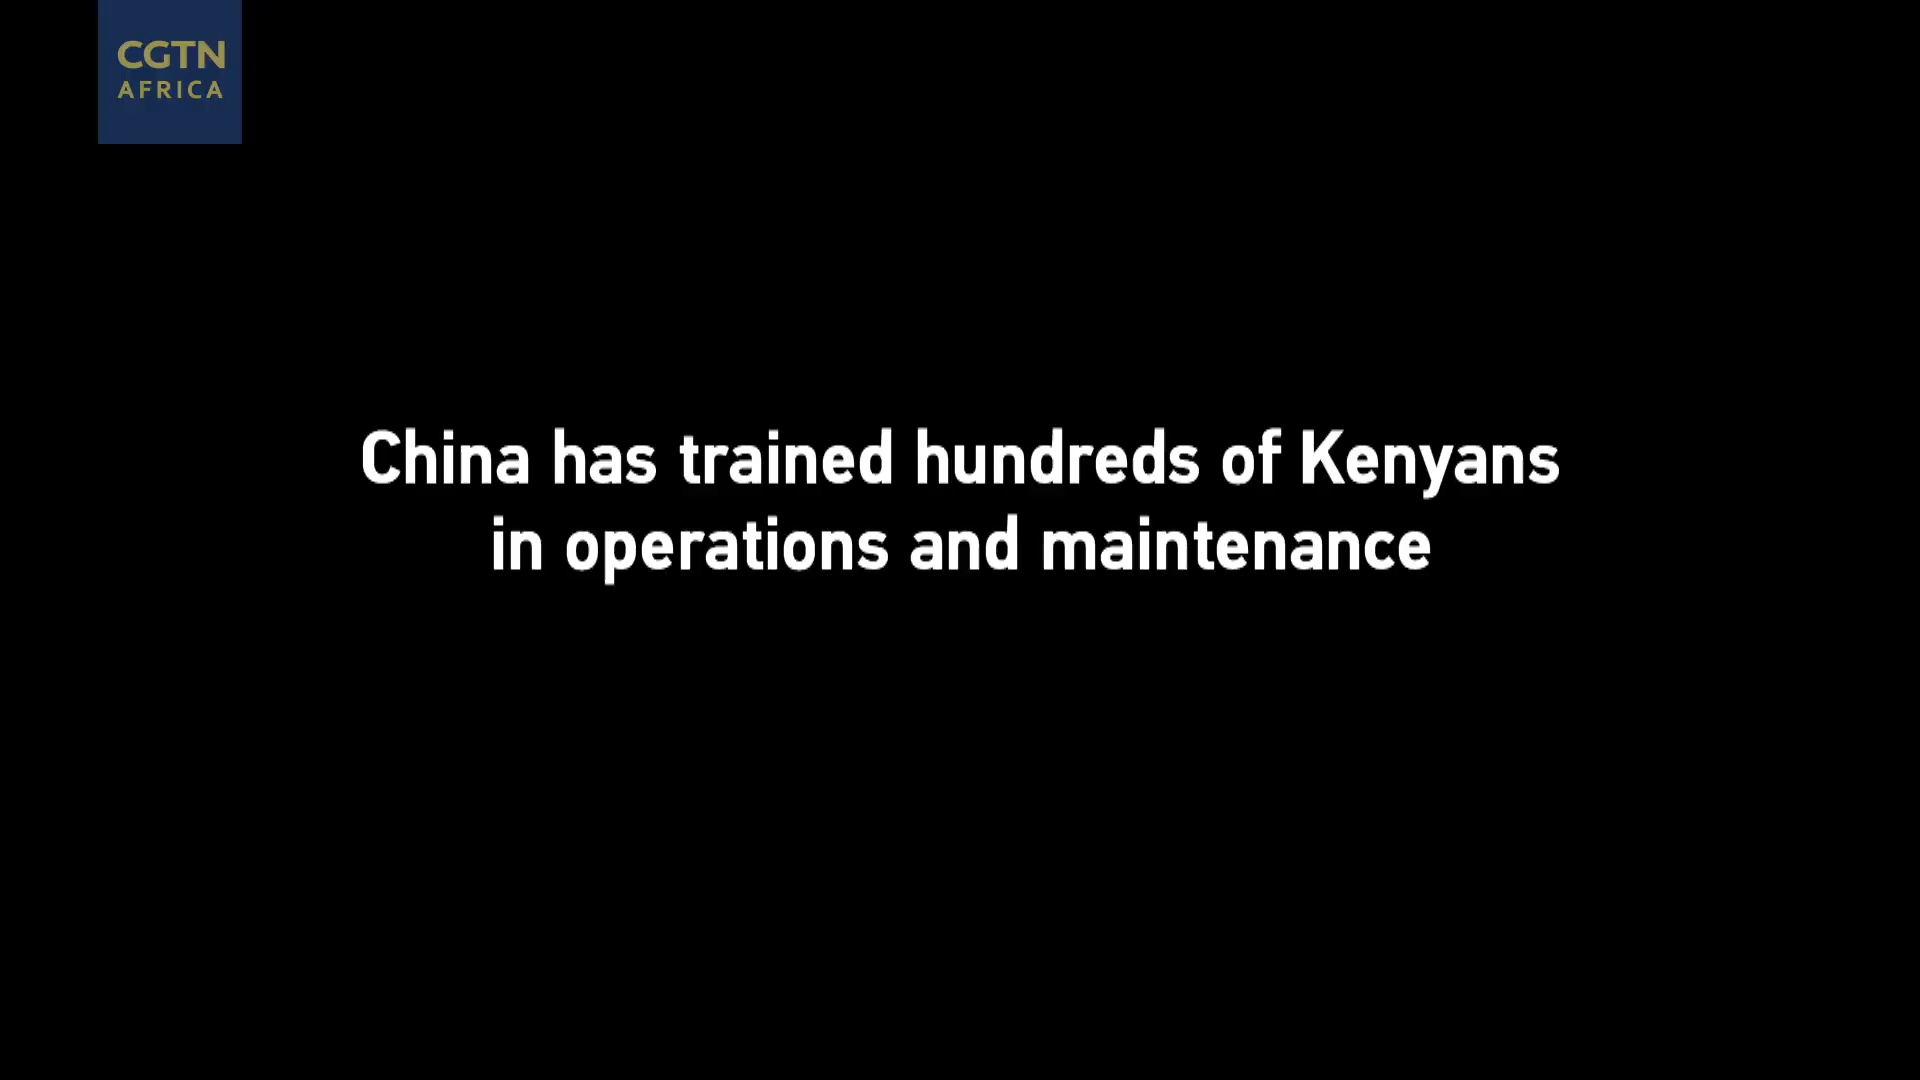 CGTN
AFRICA
China has trained hundreds of Kenyans
in operations and maintenance